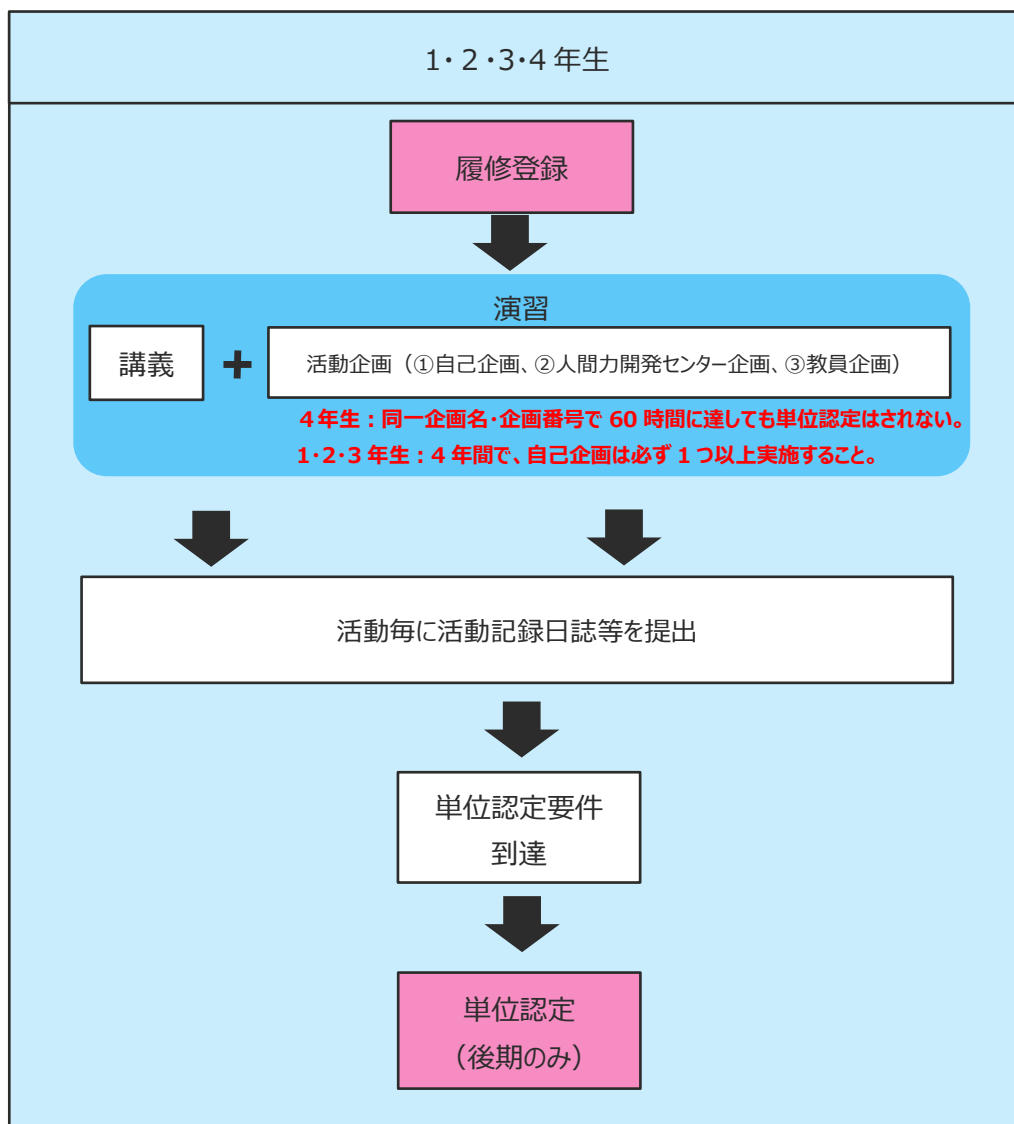 1・2・3・4年生
履修登録
演習
講義
+
活動企画（①自己企画、②人間力開発センター企画、③教員企画）
4年生：同一企画名・企画番号で60時間に達しても単位認定はされない。
1・2・3年生：4年間で、自己企画は必ず1つ以上実施すること。
活動毎に活動記録日誌等を提出
単位認定要件
到達
単位認定
（後期のみ）